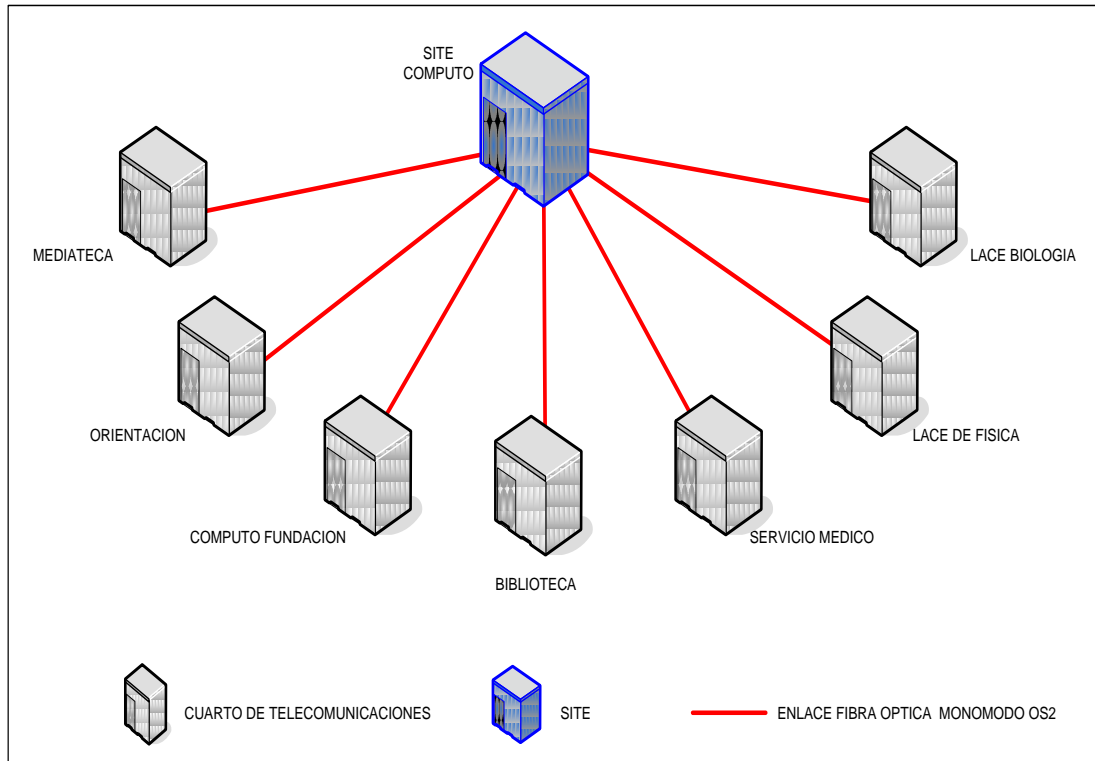 SITE
COMPUTO
MEDIATECA
LACE BIOLOGIA
ORIENTACION
LACE DE FISICA
COMPUTO FUNDACION
SERVICIO MEDICO
BIBLIOTECA
CUARTO DE TELECOMUNICACIONES
SITE
ENLACE FIBRA OPTICA MONOMODO OS2